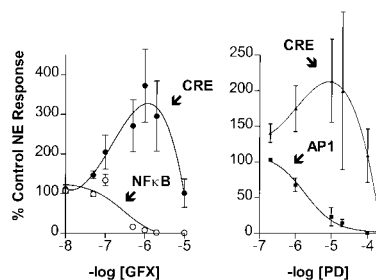 % Control NE Response
400
300
200
100
0
CRE
NFκB
-8 -7 -6 -5 -4
-log [GFX]
250
200
150
100
50
0
CRE
AP1
-7 -6 -5 -4
-log [PD]